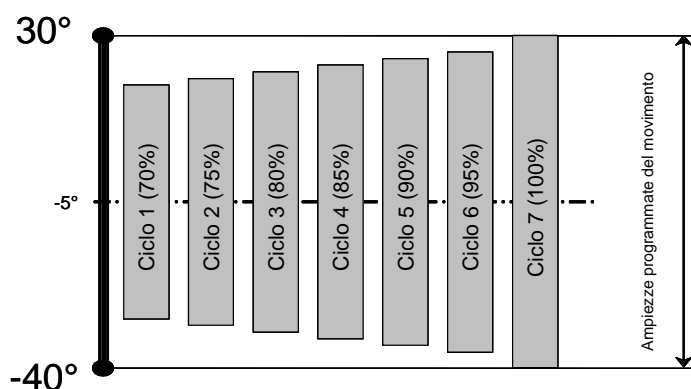 30°
-5°
-40°
Ciclo 1 (70%)
Ciclo 2 (75%)
Ciclo 3 (80%)
Ciclo 4 (85%)
Ciclo 5 (90%)
Ciclo 6 (95%)
Ciclo 7 (100%)
Ampiezze programmate del movimento